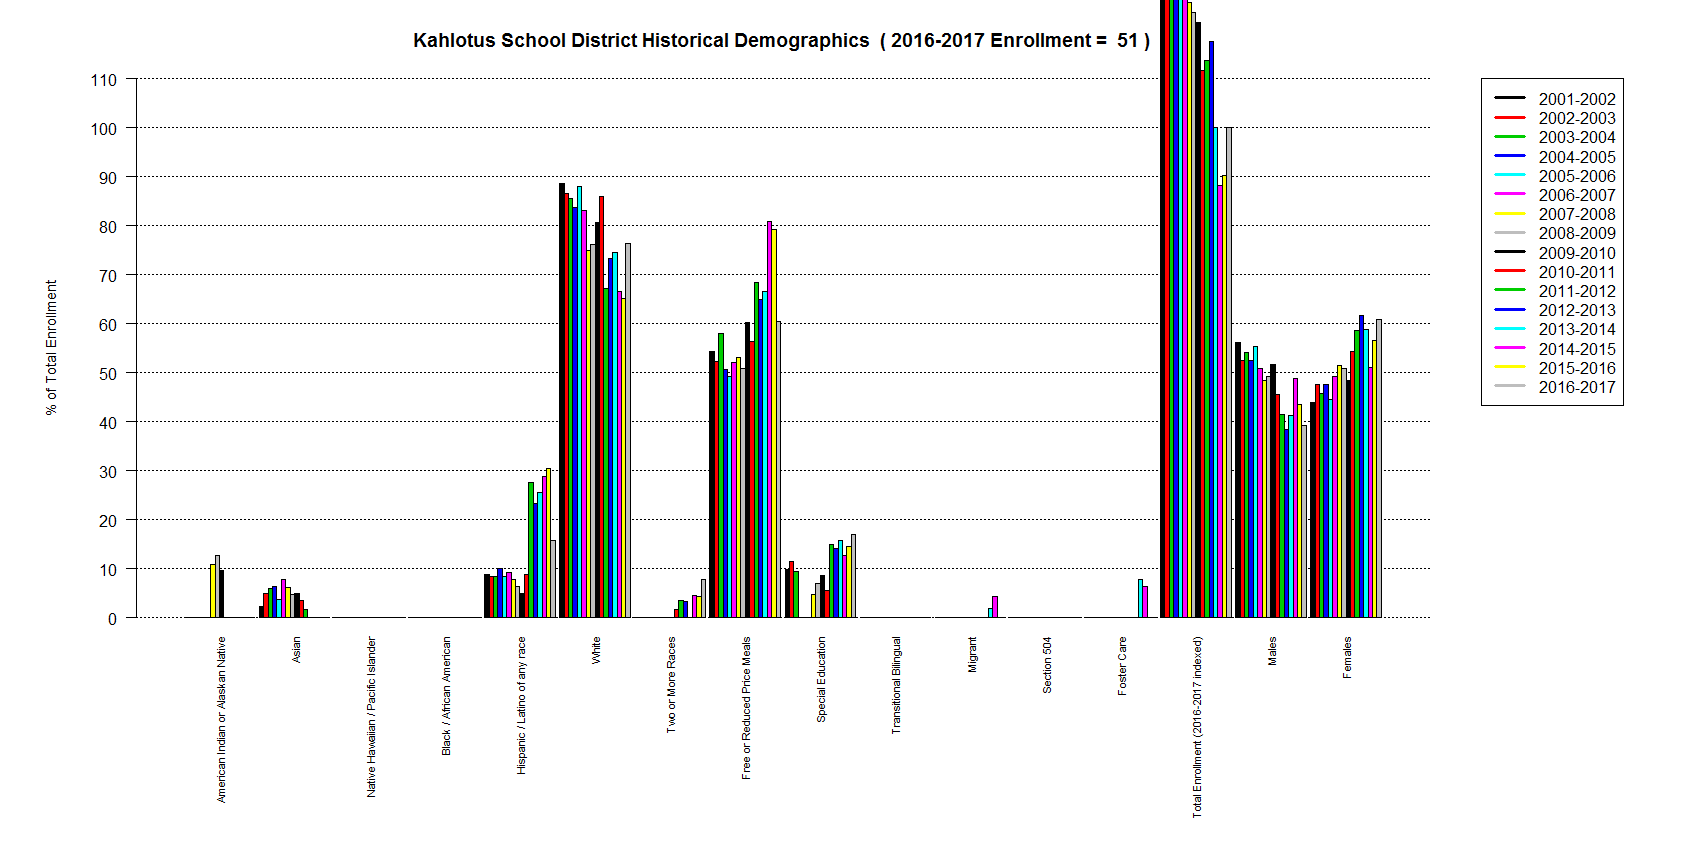 Kahlotus School District Historical Demographics ( 2016-2017 Enrollment = 51 )
% of Total Enrollment
110
100
90
80
70
60
50
40
30
20
10
0
American Indian or Alaskan Native
Asian
Native Hawaiian / Pacific Islander
Black / African American
Hispanic / Latino of any race
White
Two or More Races
Free or Reduced Price Meals
Special Education
Transitional Bilingual
Migrant
Section 504
Foster Care
Total Enrollment (2016-2017 indexed)
Males
Females
2001-2002
2002-2003
2003-2004
2004-2005
2005-2006
2006-2007
2007-2008
2008-2009
2009-2010
2010-2011
2011-2012
2012-2013
2013-2014
2014-2015
2015-2016
2016-2017